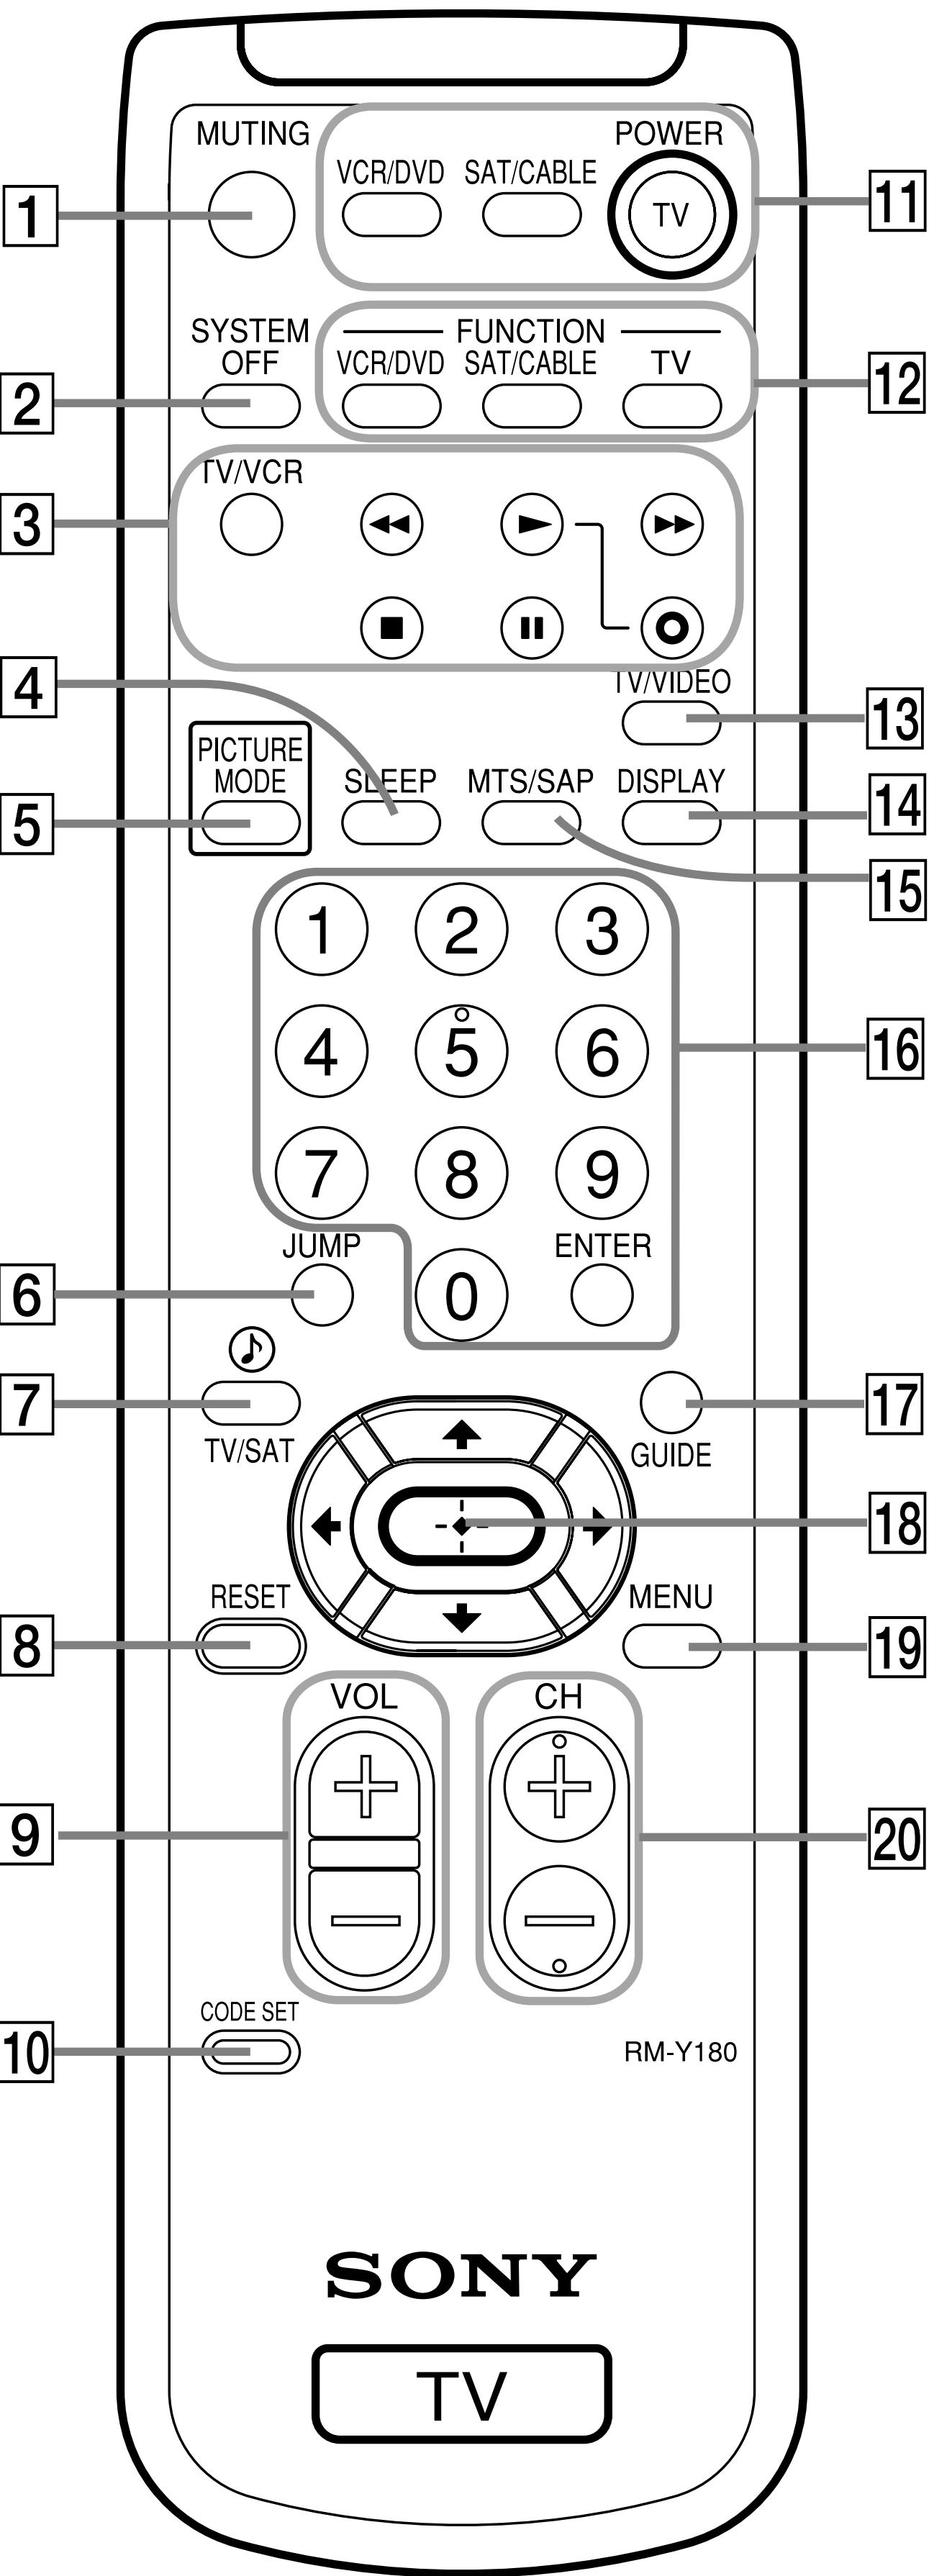 MUTING POWER
VCR/DVD SAT/CABLE
1 TV 11
SYSTEM FUNCTION
OFF VCR/DVD SAT/CABLE TV
2 12
TV/VCR
3
4 TV/VIDEO
13
PICTURE
MODE SLEEP MTS/SAP DISPLAY
5 14
15
1 2 3
4 5 6 16
7 8 9
JUMP ENTER
6 0
7 17
TV/SAT GUIDE
18
RESET MENU
8 19
VOL CH
9 20
CODE SET
10 RM-Y180
SONY
TV